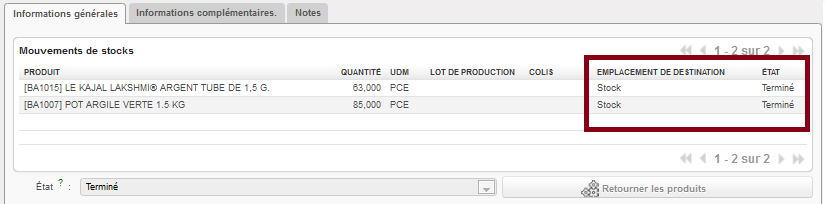 Informations générales Informations complémentaires. Notes
Mouvements de stocks 1 - 2 sur 2
PRODUIT QUANTITÉ UDM LOT DE PRODUCTION COLIS EMPLACEMENT DE DESTINATION ÉTAT
[BA1015] LE KAJAL LAKSHMI® ARGENT TUBE DE 1,5 G. 63,000 PCE Stock Terminé
[BA1007] POT ARGILE VERTE 1.5 KG 85,000 PCE Stock Terminé
1 - 2 sur 2
État ? : Terminé Retourner les produits